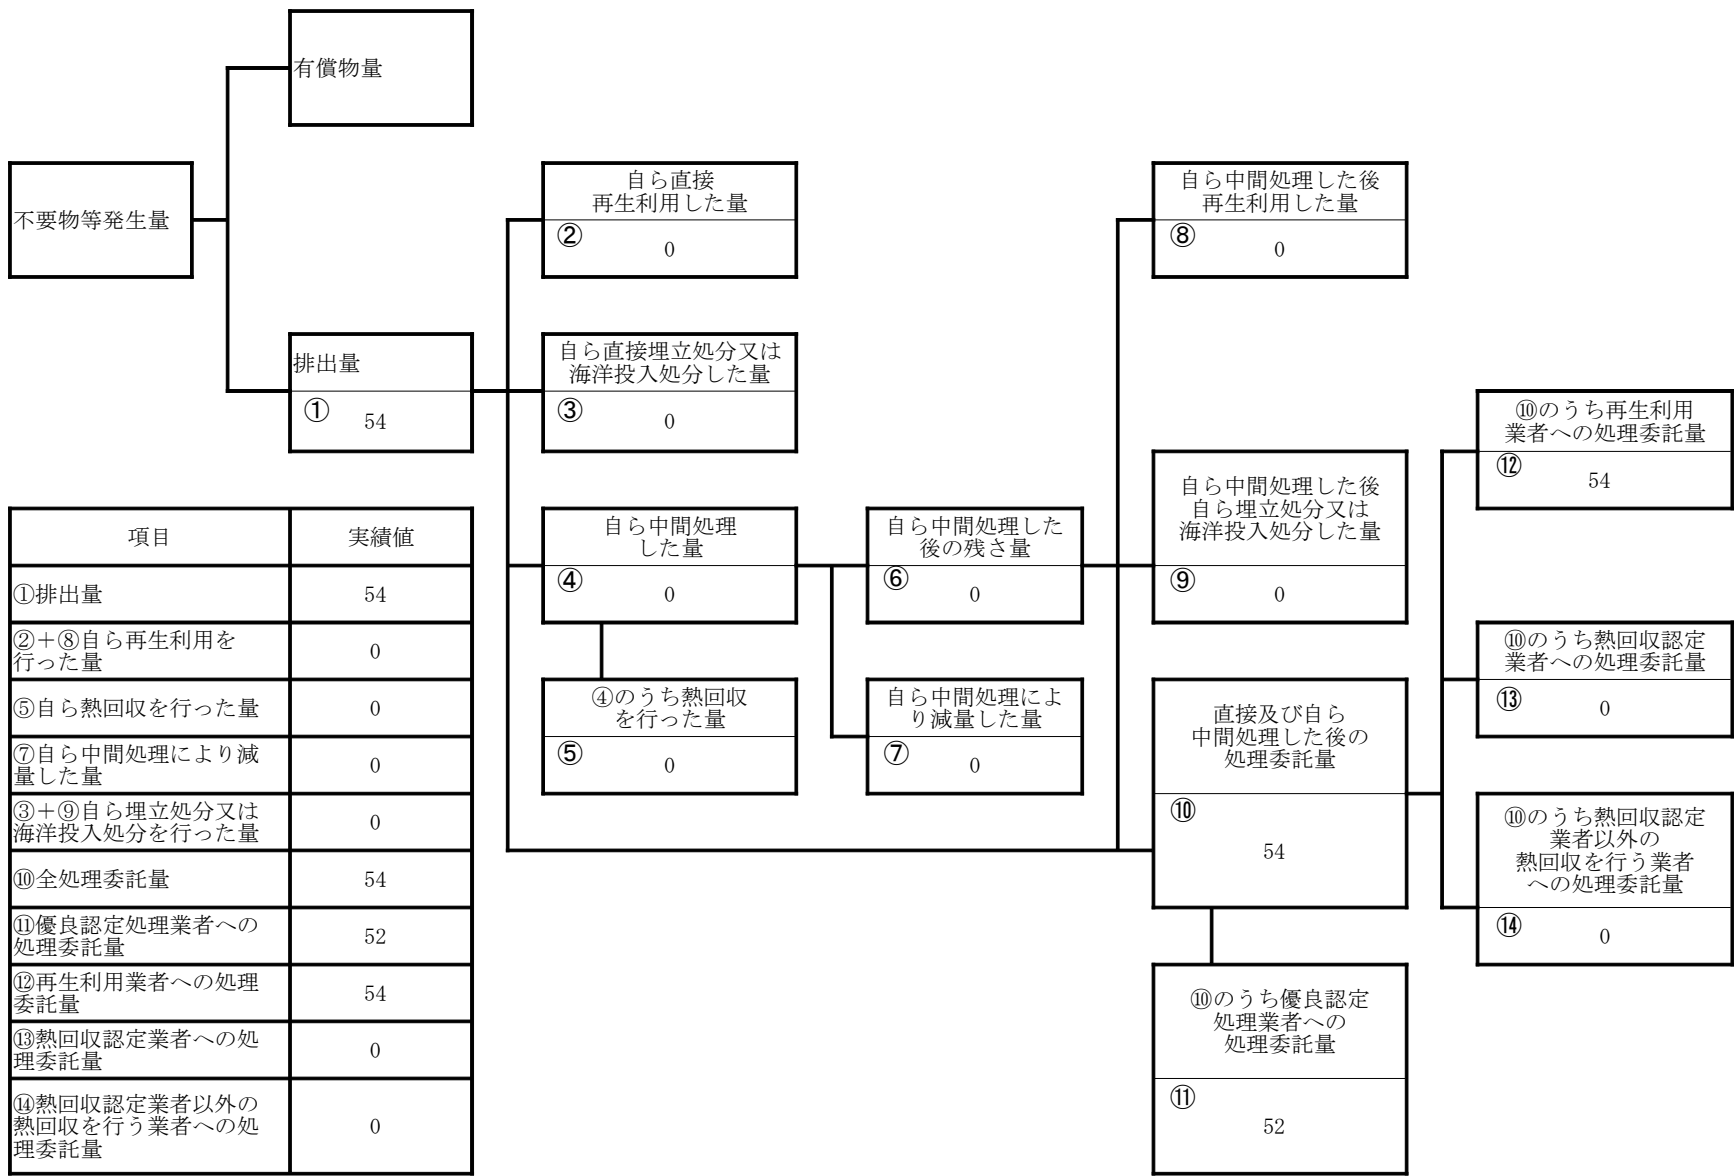 有償物量
不要物等発生量
自ら直接
再生利用した量
②
0
自ら中間処理した後
再生利用した量
⑧
0
排出量
①
54
自ら直接埋立処分又は
海洋投入処分した量
③
0
⑩のうち再生利用
業者への処理委託量
⑫
54
自ら中間処理
した量
④
0
自ら中間処理した
後の残さ量
⑥
0
自ら中間処理した後
自ら埋立処分又は
海洋投入処分した量
⑨
0
⑩のうち熱回収認定
業者への処理委託量
⑬
0
④のうち熱回収
を行った量
⑤
0
自ら中間処理によ
り減量した量
⑦
0
直接及び自ら
中間処理した後の
処理委託量
⑩
54
⑩のうち熱回収認定
業者以外の
熱回収を行う業者
への処理委託量
⑭
0
⑩のうち優良認定
処理業者への
処理委託量
⑪
52
項目 実績値
①排出量 54
②＋⑧自ら再生利用を
行った量 0
⑤自ら熱回収を行った量 0
⑦自ら中間処理により減
量した量 0
③＋⑨自ら埋立処分又は
海洋投入処分を行った量 0
⑩全処理委託量 54
⑪優良認定処理業者への
処理委託量 52
⑫再生利用業者への処理
委託量 54
⑬熱回収認定業者への処
理委託量 0
⑭熱回収認定業者以外の
熱回収を行う業者への処
理委託量 0